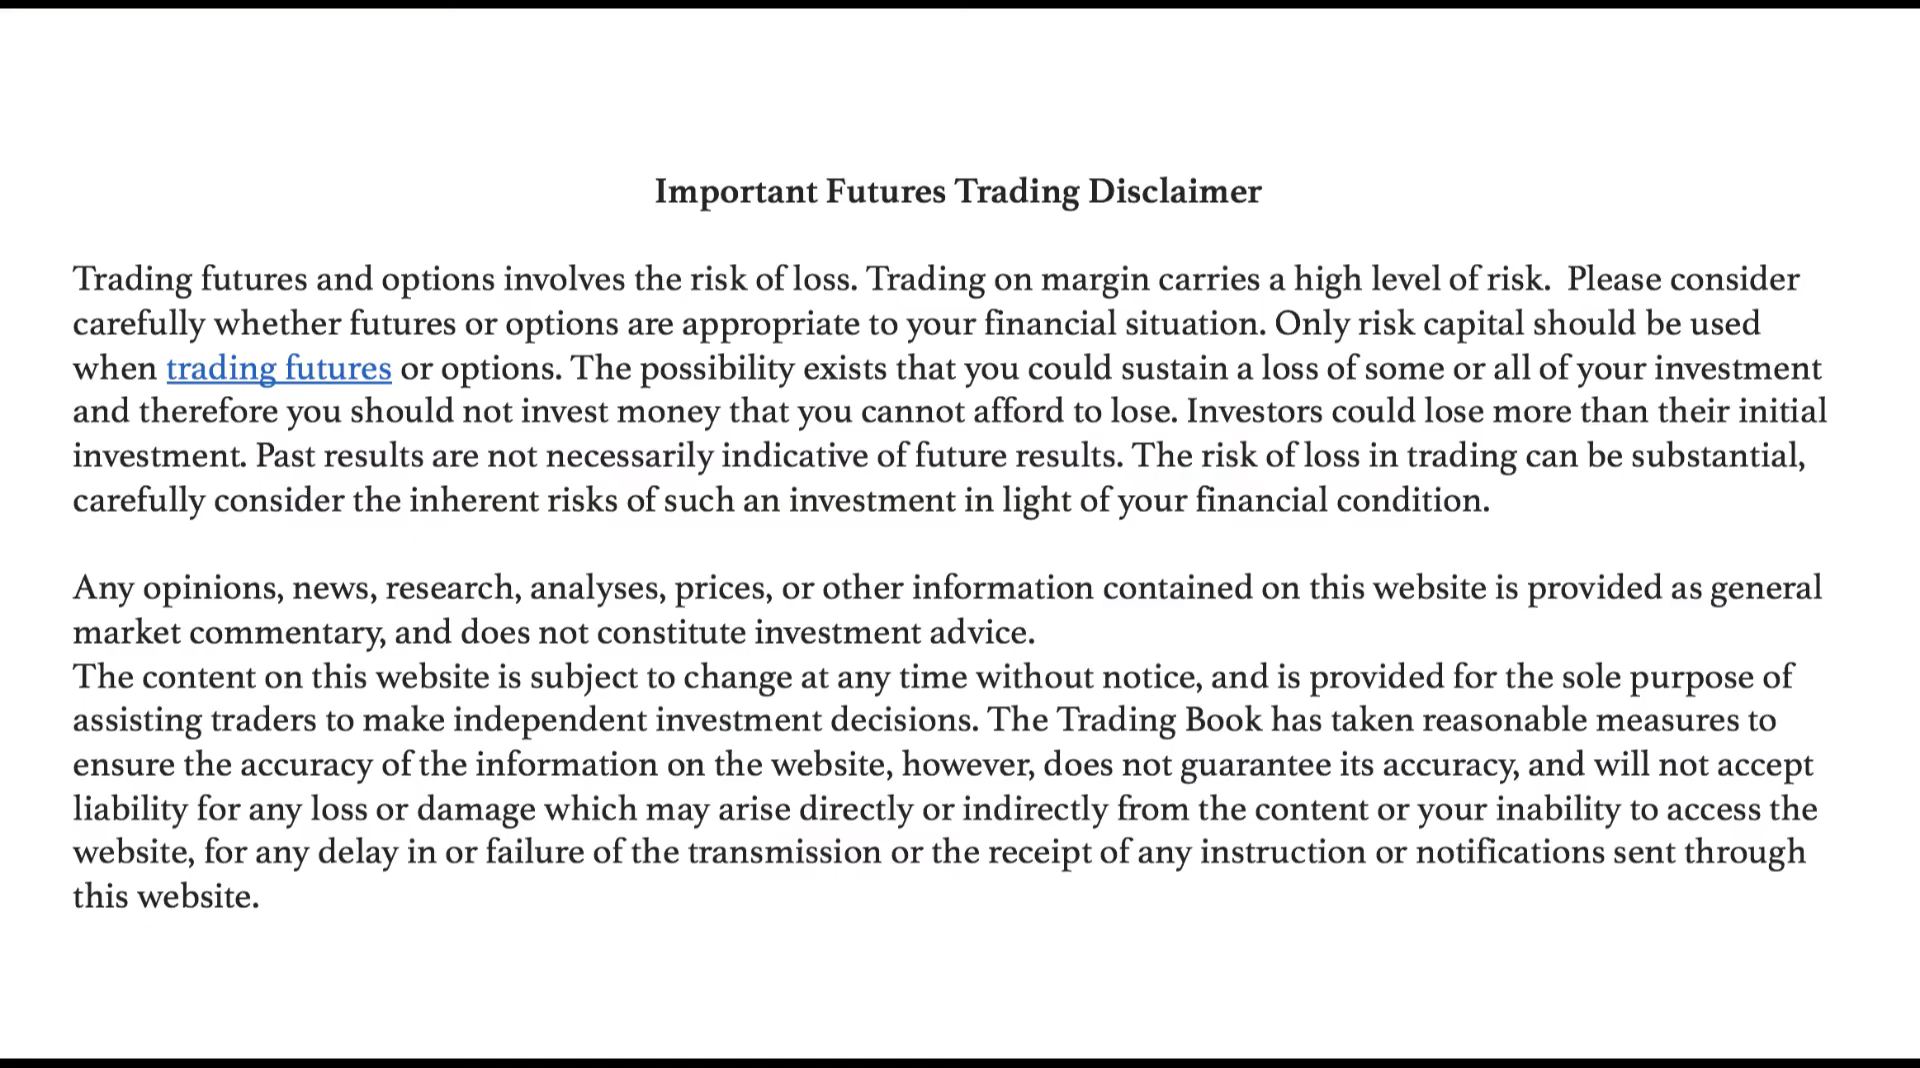 Important Futures Trading Disclaimer
Trading futures and options involves the risk of loss. Trading on margin carries a high level of risk.  Please consider
carefully whether futures or options are appropriate to your financial situation. Only risk capital should be used
when trading futures or options. The possibility exists that you could sustain a loss of some or all of your investment
and therefore you should not invest money that you cannot afford to lose. Investors could lose more than their initial
investment. Past results are not necessarily indicative of future results. The risk of loss in trading can be substantial,
carefully consider the inherent risks of such an investment in light of your financial condition.
Any opinions, news, research, analyses, prices, or other information contained on this website is provided as general
market commentary, and does not constitute investment advice.
The content on this website is subject to change at any time without notice, and is provided for the sole purpose of
assisting traders to make independent investment decisions. The Trading Book has taken reasonable measures to
ensure the accuracy of the information on the website, however, does not guarantee its accuracy, and will not accept
liability for any loss or damage which may arise directly or indirectly from the content or your inability to access the
website, for any delay in or failure of the transmission or the receipt of any instruction or notifications sent through
this website.